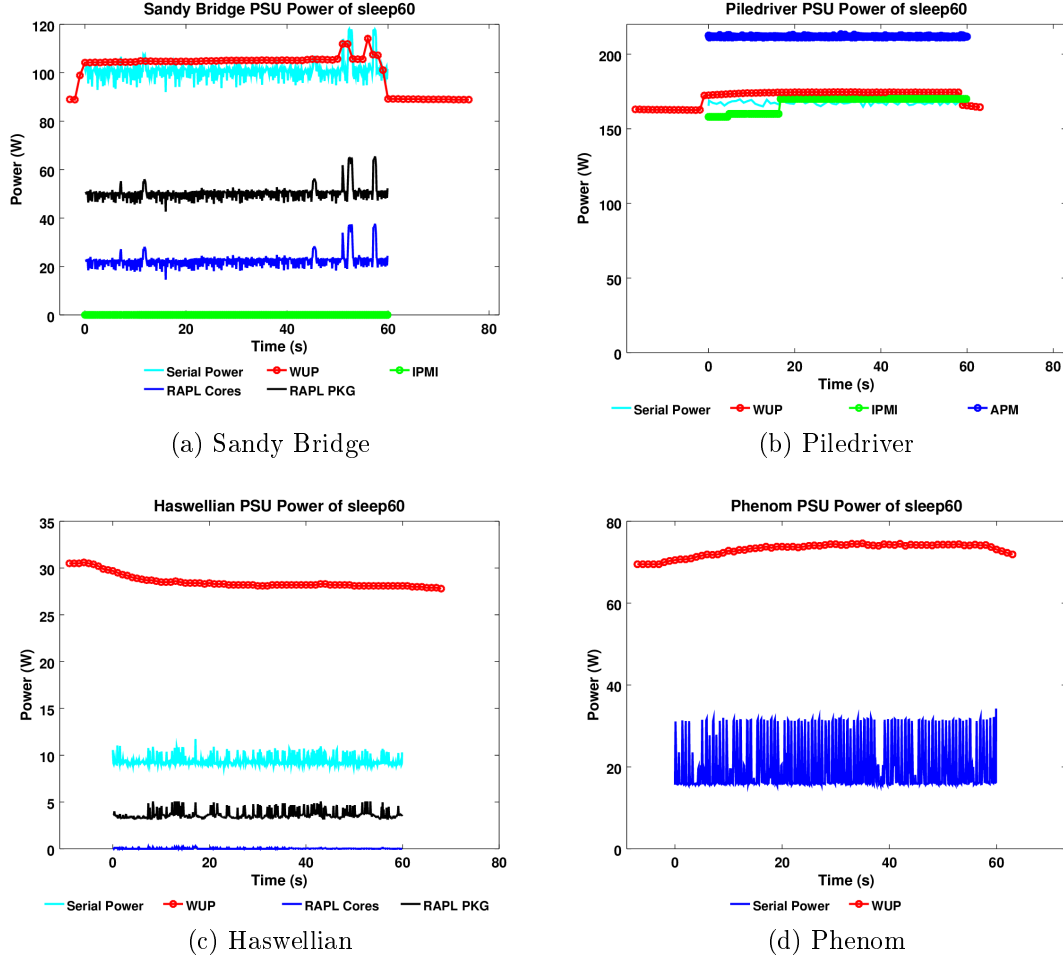 Sandy Bridge PSU Power of sleep60
120
100
80
60
40
20
0
Power (W)
0 20 40 60 80
Time (s)
Serial Power WUP IPMI
RAPL Cores RAPL PKG
(a) Sandy Bridge
Piledriver PSU Power of sleep60
200
150
100
50
0
Power (W)
0 20 40 60 80
Time (s)
Serial Power WUP IPMI APM
(b) Piledriver
Haswellian PSU Power of sleep60
35
30
25
20
15
10
5
0
Power (W)
0 20 40 60 80
Time (s)
Serial Power WUP RAPL Cores RAPL PKG
(c) Haswellian
Phenom PSU Power of sleep60
80
60
40
20
0
Power (W)
0 20 40 60
Time (s)
Serial Power WUP
(d) Phenom